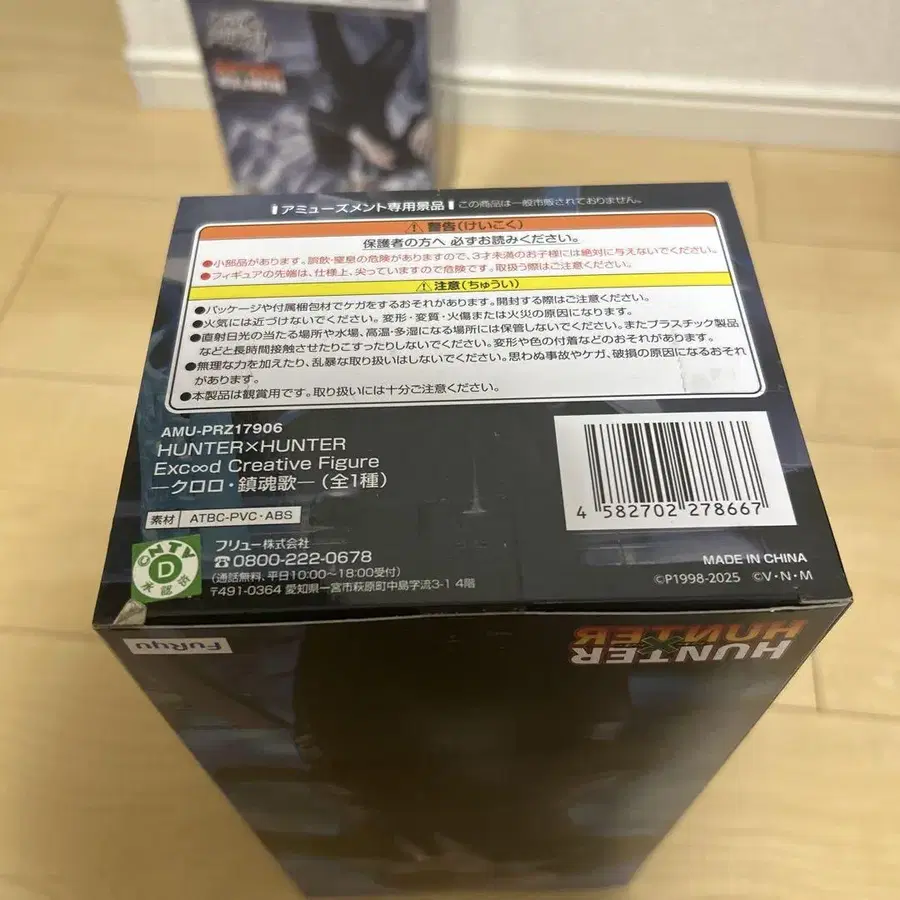 アミューズメント専用景品 この商品は一般市販されておりません。
警告(けいこく)
保護者の方へ 必ずお読みください。
●小部品があります。誤飲・窒息の危険がありますので、3才未満のお子様には絶対に与えないでください。
●フィギュアの先端は、仕様上、尖っていますので危険です。取扱う際はご注意ください。
注意(ちゅうい)
●パッケージや付属梱包材でケガをするおそれがあります。開封する際はご注意ください。
●火気には近づけないでください。変形・変質・火傷または火災の原因になります。
●直射日光の当たる場所や水場、高温・多湿になる場所には保管しないでください。またプラスチック製品
などと長時間接触させたりこすったりしないでください。変形や色の付着などのおそれがあります。
●無理な力を加えたり、乱暴な取り扱いはしないでください。思わぬ事故やケガ、破損の原因になるおそれ
があります。
●本製品は観賞用です。取り扱いには十分ご注意ください。
AMU-PRZ17906
HUNTER×HUNTER
Exc∞d Creative Figure
―クロロ・鎮魂歌―(全1種)
素材 ATBC-PVC・ABS
4 582702 278667
NTV
D
承認済
フリュー株式会社
☎0800-222-0678
(通話無料、平日10:00～18:00受付)
〒491-0364 愛知県一宮市萩原町中島字流3-1 4階
MADE IN CHINA
©P1998-2025 ©V・N・M
FuRyu
HUNTER×HUNTER